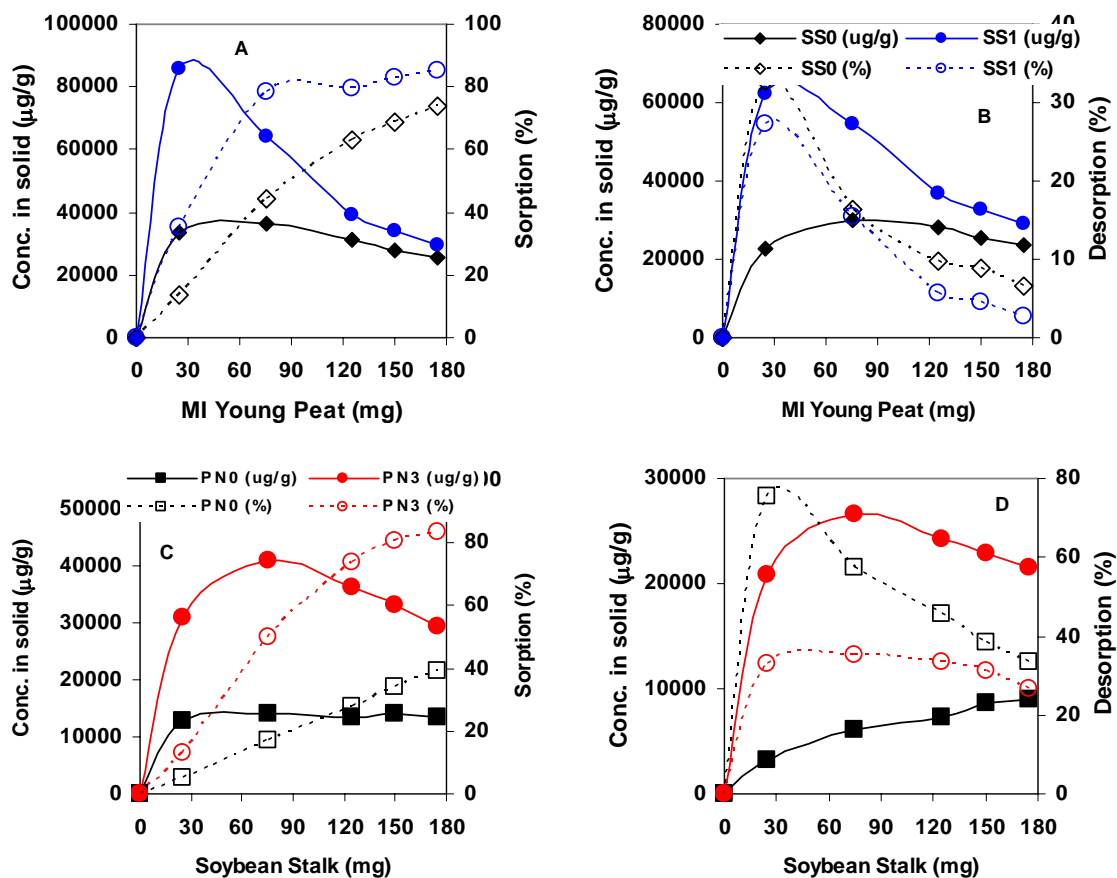 A
Conc. in solid (µg/g)
100000
80000
60000
40000
20000
0
Sorption (%)
100
80
60
40
20
0
0 30 60 90 120 150 180
MI Young Peat (mg)
SS0 (ug/g) SS1 (ug/g)
SS0 (%) SS1 (%)
B
Conc. in solid (µg/g)
80000
60000
40000
20000
0
Desorption (%)
40
30
20
10
0
0 30 60 90 120 150 180
MI Young Peat (mg)
PN0 (ug/g) PN3 (ug/g)
PN0 (%) PN3 (%)
C
Conc. in solid (µg/g)
50000
40000
30000
20000
10000
0
Sorption (%)
80
60
40
20
0
0 30 60 90 120 150 180
Soybean Stalk (mg)
D
Conc. in solid (µg/g)
30000
20000
10000
0
Desorption (%)
80
60
40
20
0
0 30 60 90 120 150 180
Soybean Stalk (mg)